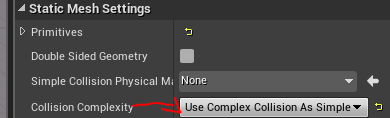 Static Mesh Settings
Primitives
Double Sided Geometry
Simple Collision Physical Ma None
Collision Complexity Use Complex Collision As Simple